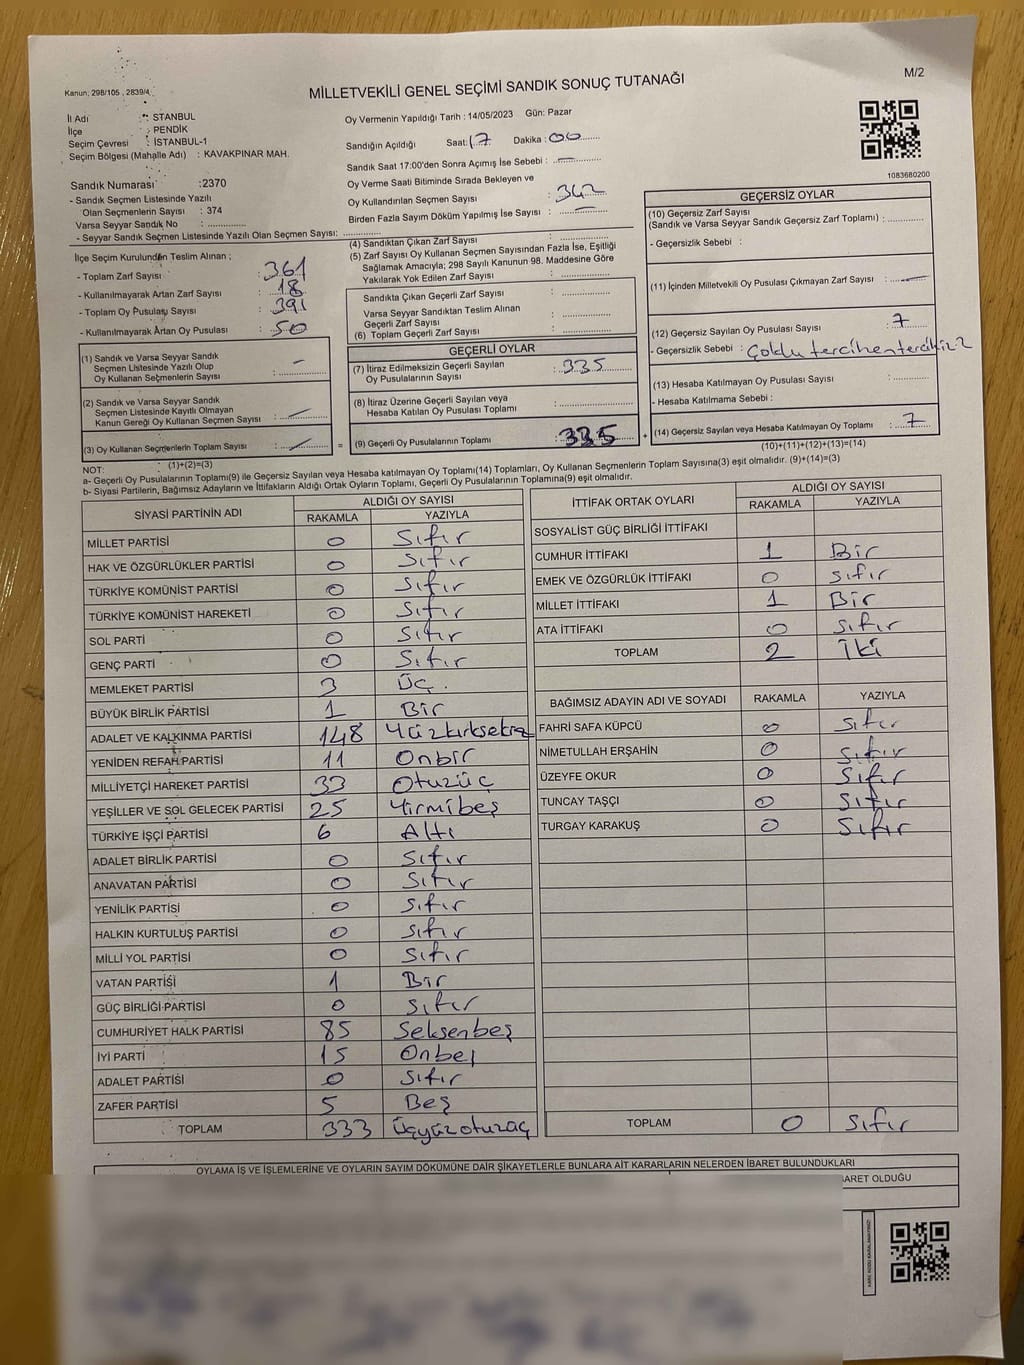 Kanun; 298/105 , 2839/4,
MİLLETVEKİLİ GENEL SEÇİMİ SANDIK SONUÇ TUTANAĞI
M/2
İl Adı : İSTANBUL
İlçe : PENDİK
Seçim Çevresi : İSTANBUL-1
Seçim Bölgesi (Mahalle Adı) : KAVAKPINAR MAH.
Sandık Numarası :2370
- Sandık Seçmen Listesinde Yazılı
Olan Seçmenlerin Sayısı : 374
Varsa Seyyar Sandık No :
- Seyyar Sandık Seçmen Listesinde Yazılı Olan Seçmen Sayısı:
Oy Vermenin Yapıldığı Tarih : 14/05/2023 Gün: Pazar
Sandığın Açıldığı Saat: 17 Dakika : 00
Sandık Saat 17:00'den Sonra Açımış İse Sebebi : –
Oy Verme Saati Bitiminde Sırada Bekleyen ve
Oy Kullandırılan Seçmen Sayısı : 342
Birden Fazla Sayım Döküm Yapılmış İse Sayısı : –
1083680200
İlçe Seçim Kurulundan Teslim Alınan ;
- Toplam Zarf Sayısı : 361
- Kullanılmayarak Artan Zarf Sayısı : 18
- Toplam Oy Pusulası Sayısı : 391
- Kullanılmayarak Artan Oy Pusulası : 50
(1) Sandık ve Varsa Seyyar Sandık
Seçmen Listesinde Yazılı Olup
Oy Kullanan Seçmenlerin Sayısı : –
(2) Sandık ve Varsa Seyyar Sandık
Seçmen Listesinde Kayıtlı Olmayan
Kanun Gereği Oy Kullanan Seçmen Sayısı : –
(3) Oy Kullanan Seçmenlerin Toplam Sayısı : –
(1)+(2)=(3)
(4) Sandıktan Çıkan Zarf Sayısı :
(5) Zarf Sayısı Oy Kullanan Seçmen Sayısından Fazla İse, Eşitliği
Sağlamak Amacıyla; 298 Sayılı Kanunun 98. Maddesine Göre
Yakılarak Yok Edilen Zarf Sayısı :
Sandıkta Çıkan Geçerli Zarf Sayısı :
Varsa Seyyar Sandıktan Teslim Alınan
Geçerli Zarf Sayısı :
(6) Toplam Geçerli Zarf Sayısı :
GEÇERLİ OYLAR
(7) İtiraz Edilmeksizin Geçerli Sayılan
Oy Pusulalarının Sayısı : 335
(8) İtiraz Üzerine Geçerli Sayılan veya
Hesaba Katılan Oy Pusulası Toplamı :
= (9) Geçerli Oy Pusulalarının Toplamı : 335 +
GEÇERSİZ OYLAR
(10) Geçersiz Zarf Sayısı
(Sandık ve Varsa Seyyar Sandık Geçersiz Zarf Toplamı) :
- Geçersizlik Sebebi :
(11) İçinden Milletvekili Oy Pusulası Çıkmayan Zarf Sayısı : –
(12) Geçersiz Sayılan Oy Pusulası Sayısı : 7
- Geçersizlik Sebebi :
(13) Hesaba Katılmayan Oy Pusulası Sayısı :
- Hesaba Katılmama Sebebi :
(14) Geçersiz Sayılan veya Hesaba Katılmayan Oy Toplamı : 7
(10)+(11)+(12)+(13)=(14)
NOT:
a- Geçerli Oy Pusulalarının Toplamı(9) ile Geçersiz Sayılan veya Hesaba katılmayan Oy Toplamı(14) Toplamları, Oy Kullanan Seçmenlerin Toplam Sayısına(3) eşit olmalıdır. (9)+(14)=(3)
b- Siyasi Partilerin, Bağımsız Adayların ve İttifakların Aldığı Ortak Oyların Toplamı, Geçerli Oy Pusulalarının Toplamına(9) eşit olmalıdır.
SİYASİ PARTİNİN ADI ALDIĞI OY SAYISI
RAKAMLA YAZIYLA
MİLLET PARTİSİ 0 Sıfır
HAK VE ÖZGÜRLÜKLER PARTİSİ 0 Sıfır
TÜRKİYE KOMÜNİST PARTİSİ 0 Sıfır
TÜRKİYE KOMÜNİST HAREKETİ 0 Sıfır
SOL PARTİ 0 Sıfır
GENÇ PARTİ 0 Sıfır
MEMLEKET PARTİSİ 3 Üç.
BÜYÜK BİRLİK PARTİSİ 1 Bir
ADALET VE KALKINMA PARTİSİ 148 Yüzkırksekiz
YENİDEN REFAH PARTİSİ 11 Onbir
MİLLİYETÇİ HAREKET PARTİSİ 33 Otuzüç
YEŞİLLER VE SOL GELECEK PARTİSİ 25 Yirmibeş
TÜRKİYE İŞÇİ PARTİSİ 6 Altı
ADALET BİRLİK PARTİSİ 0 Sıfır
ANAVATAN PARTİSİ 0 Sıfır
YENİLİK PARTİSİ 0 Sıfır
HALKIN KURTULUŞ PARTİSİ 0 Sıfır
MİLLİ YOL PARTİSİ 0 Sıfır
VATAN PARTİSİ 1 Bir
GÜÇ BİRLİĞİ PARTİSİ 0 Sıfır
CUMHURİYET HALK PARTİSİ 85 Seksenbeş
İYİ PARTİ 15 Onbeş
ADALET PARTİSİ 0 Sıfır
ZAFER PARTİSİ 5 Beş
TOPLAM 333 Üçyüzotuzüç
İTTİFAK ORTAK OYLARI ALDIĞI OY SAYISI
RAKAMLA YAZIYLA
SOSYALİST GÜÇ BİRLİĞİ İTTİFAKI
CUMHUR İTTİFAKI 1 Bir
EMEK VE ÖZGÜRLÜK İTTİFAKI 0 sıfır
MİLLET İTTİFAKI 1 Bir
ATA İTTİFAKI 0 sıfır
TOPLAM 2 İki
BAĞIMSIZ ADAYIN ADI VE SOYADI RAKAMLA YAZIYLA
FAHRİ SAFA KÜPCÜ 0 Sıfır
NİMETULLAH ERŞAHİN 0 Sıfır
ÜZEYFE OKUR 0 Sıfır
TUNCAY TAŞÇI 0 Sıfır
TURGAY KARAKUŞ 0 Sıfır
TOPLAM 0 Sıfır
OYLAMA İŞ VE İŞLEMLERİNE VE OYLARIN SAYIM DÖKÜMÜNE DAİR ŞİKAYETLERLE BUNLARA AİT KARARLARIN NELERDEN İBARET BULUNDUKLARI
BARET OLDUĞU